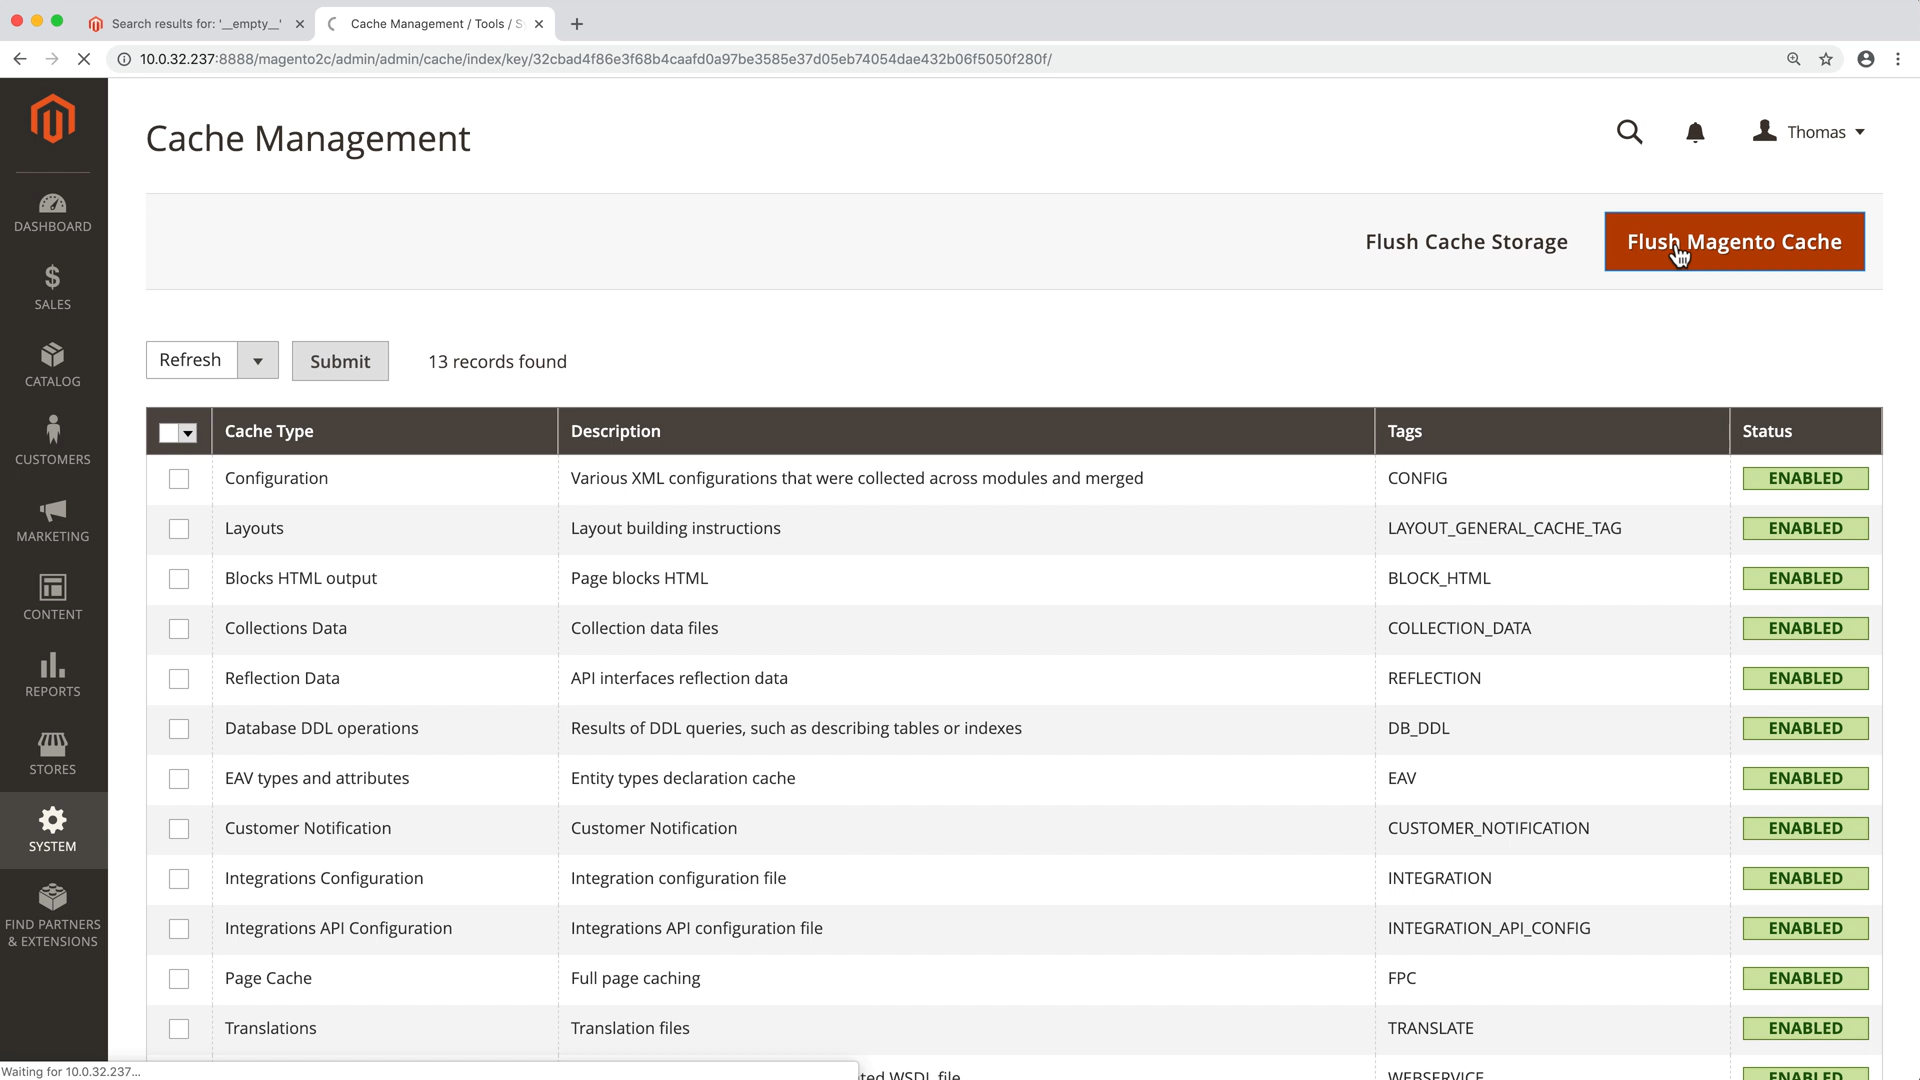 Search results for: '__empty__'
Cache Management / Tools / S
10.0.32.237:8888/magento2c/admin/admin/cache/index/key/32cbad4f86e3f68b4caafd0a97be3585e37d05eb74054dae432b06f5050f280f/
Cache Management
Thomas
DASHBOARD
SALES
CATALOG
CUSTOMERS
MARKETING
CONTENT
REPORTS
STORES
SYSTEM
FIND PARTNERS
& EXTENSIONS
Flush Cache Storage
Flush Magento Cache
Refresh
Submit
13 records found
Cache Type Description Tags Status
Configuration Various XML configurations that were collected across modules and merged CONFIG ENABLED
Layouts Layout building instructions LAYOUT_GENERAL_CACHE_TAG ENABLED
Blocks HTML output Page blocks HTML BLOCK_HTML ENABLED
Collections Data Collection data files COLLECTION_DATA ENABLED
Reflection Data API interfaces reflection data REFLECTION ENABLED
Database DDL operations Results of DDL queries, such as describing tables or indexes DB_DDL ENABLED
EAV types and attributes Entity types declaration cache EAV ENABLED
Customer Notification Customer Notification CUSTOMER_NOTIFICATION ENABLED
Integrations Configuration Integration configuration file INTEGRATION ENABLED
Integrations API Configuration Integrations API configuration file INTEGRATION_API_CONFIG ENABLED
Page Cache Full page caching FPC ENABLED
Translations Translation files TRANSLATE ENABLED
WSDL file WEBSERVICE ENABLED
Waiting for 10.0.32.237...